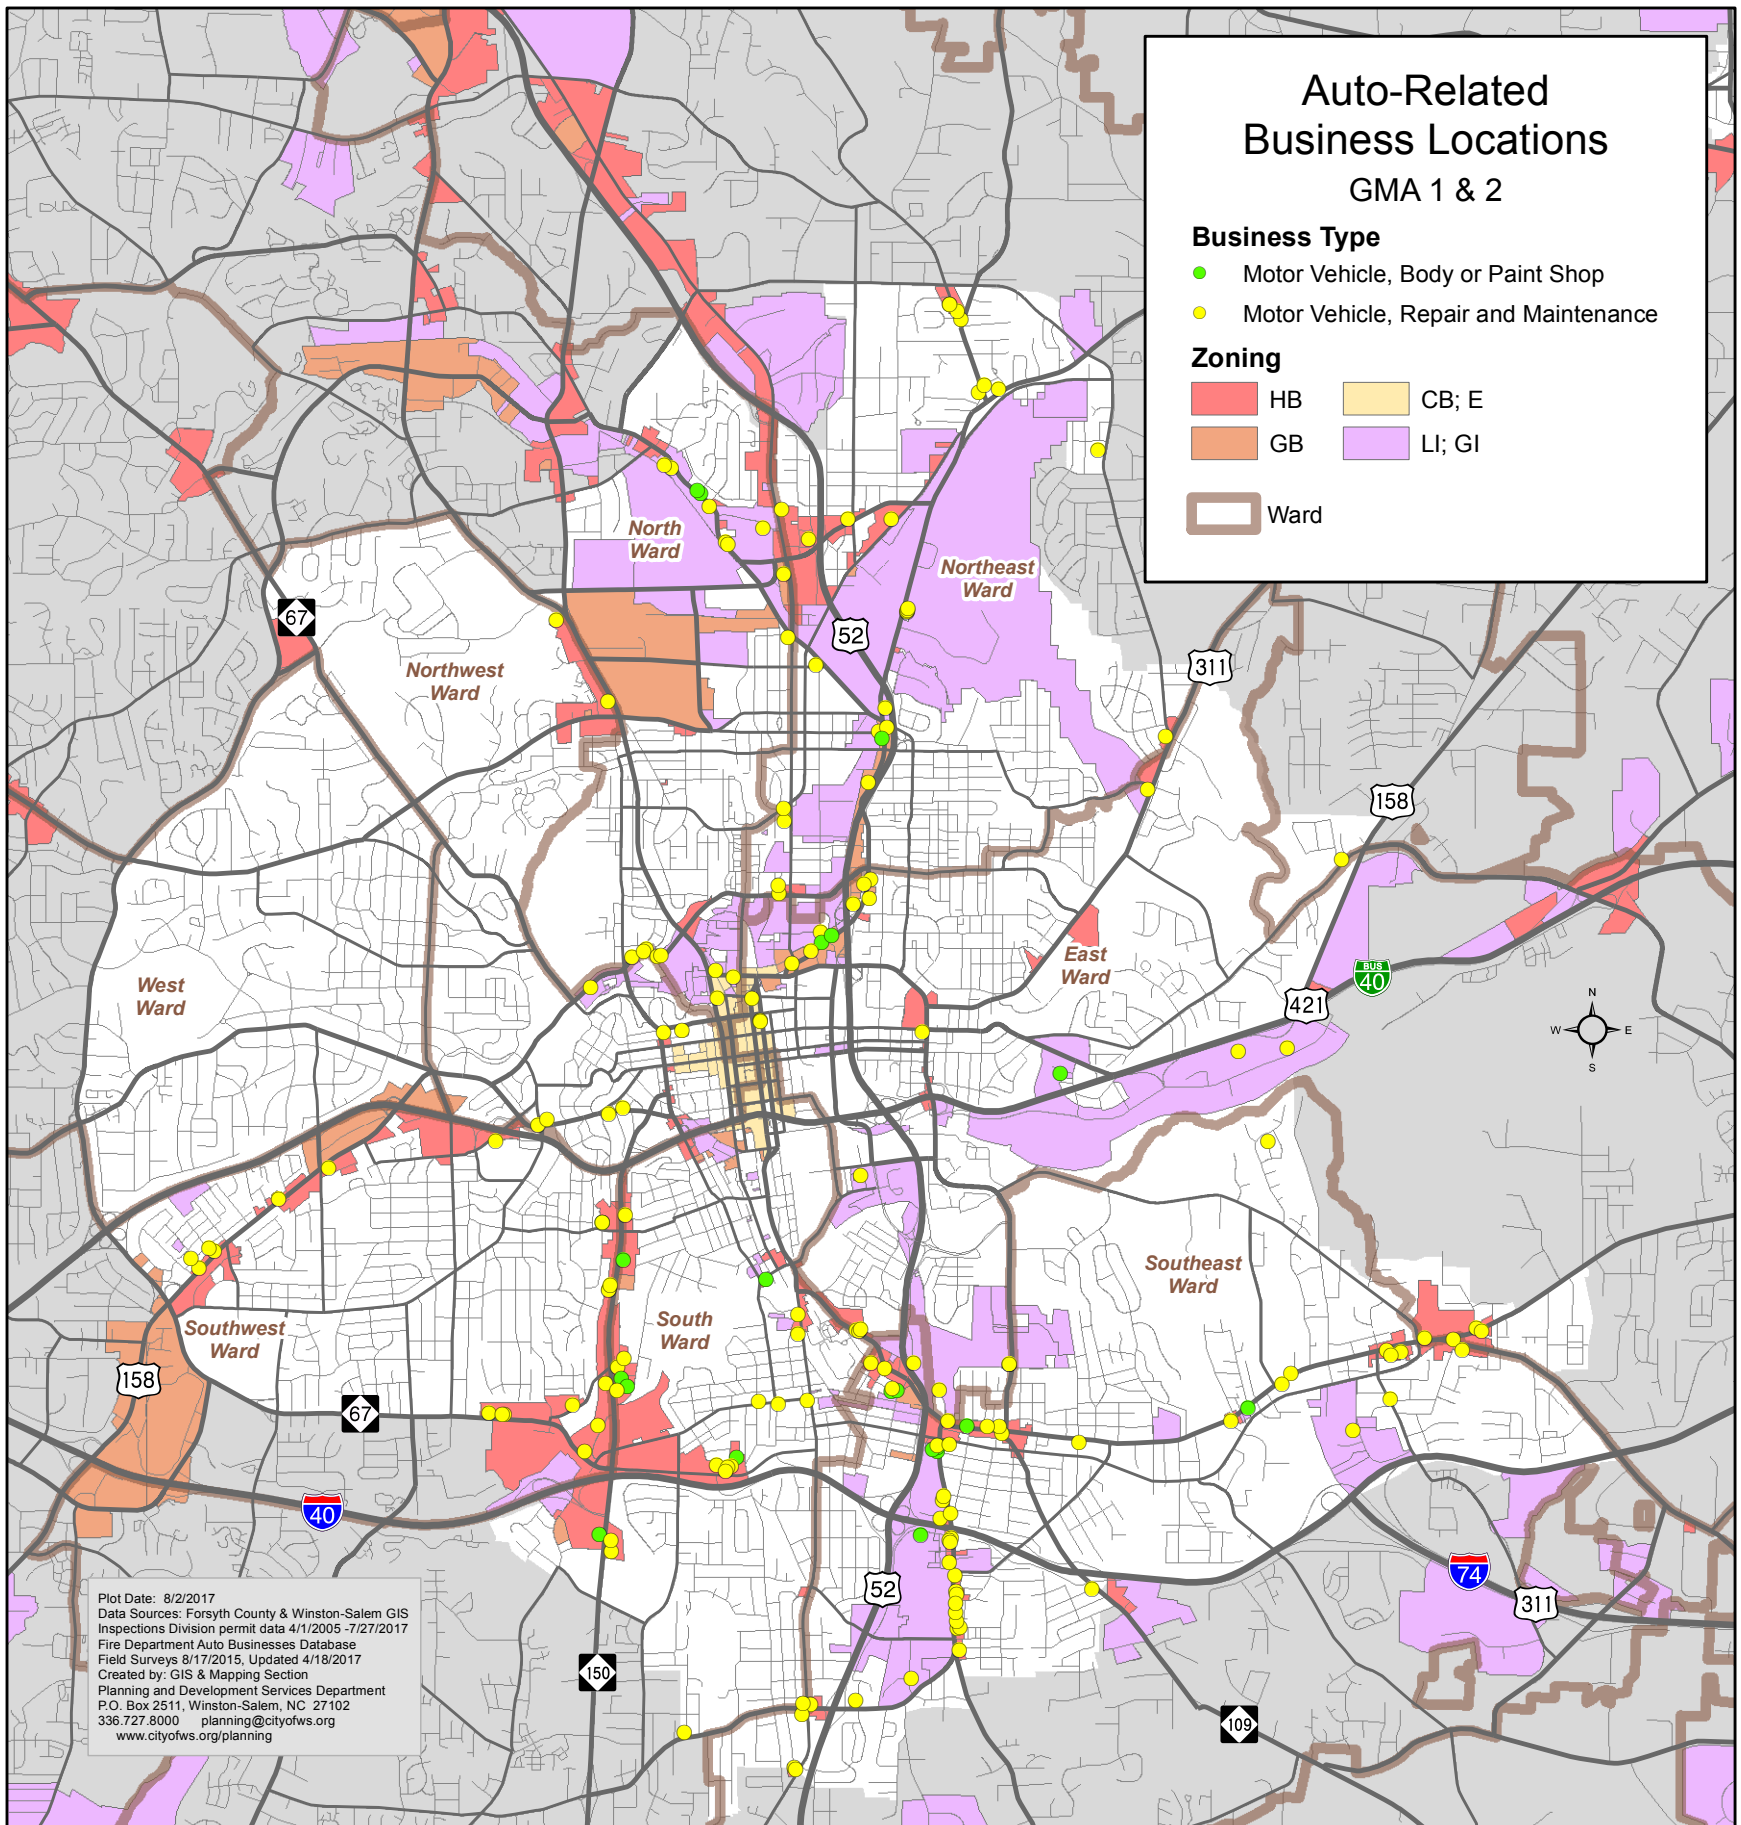 Auto-Related
Business Locations
GMA 1 & 2
Business Type
Motor Vehicle, Body or Paint Shop
Motor Vehicle, Repair and Maintenance
Zoning
HB
CB; E
GB
LI; GI
Ward
North
Ward
Northeast
Ward
67
52
Northwest
Ward
311
158
West
Ward
East
Ward
BUS
40
421
N
W E
S
Southeast
Ward
South
Ward
Southwest
Ward
158
67
40
74
52
311
150
109
Plot Date: 8/2/2017
Data Sources: Forsyth County & Winston-Salem GIS
Inspections Division permit data 4/1/2005 -7/27/2017
Fire Department Auto Businesses Database
Field Surveys 8/17/2015, Updated 4/18/2017
Created by: GIS & Mapping Section
Planning and Development Services Department
P.O. Box 2511, Winston-Salem, NC 27102
336.727.8000 planning@cityofws.org
www.cityofws.org/planning